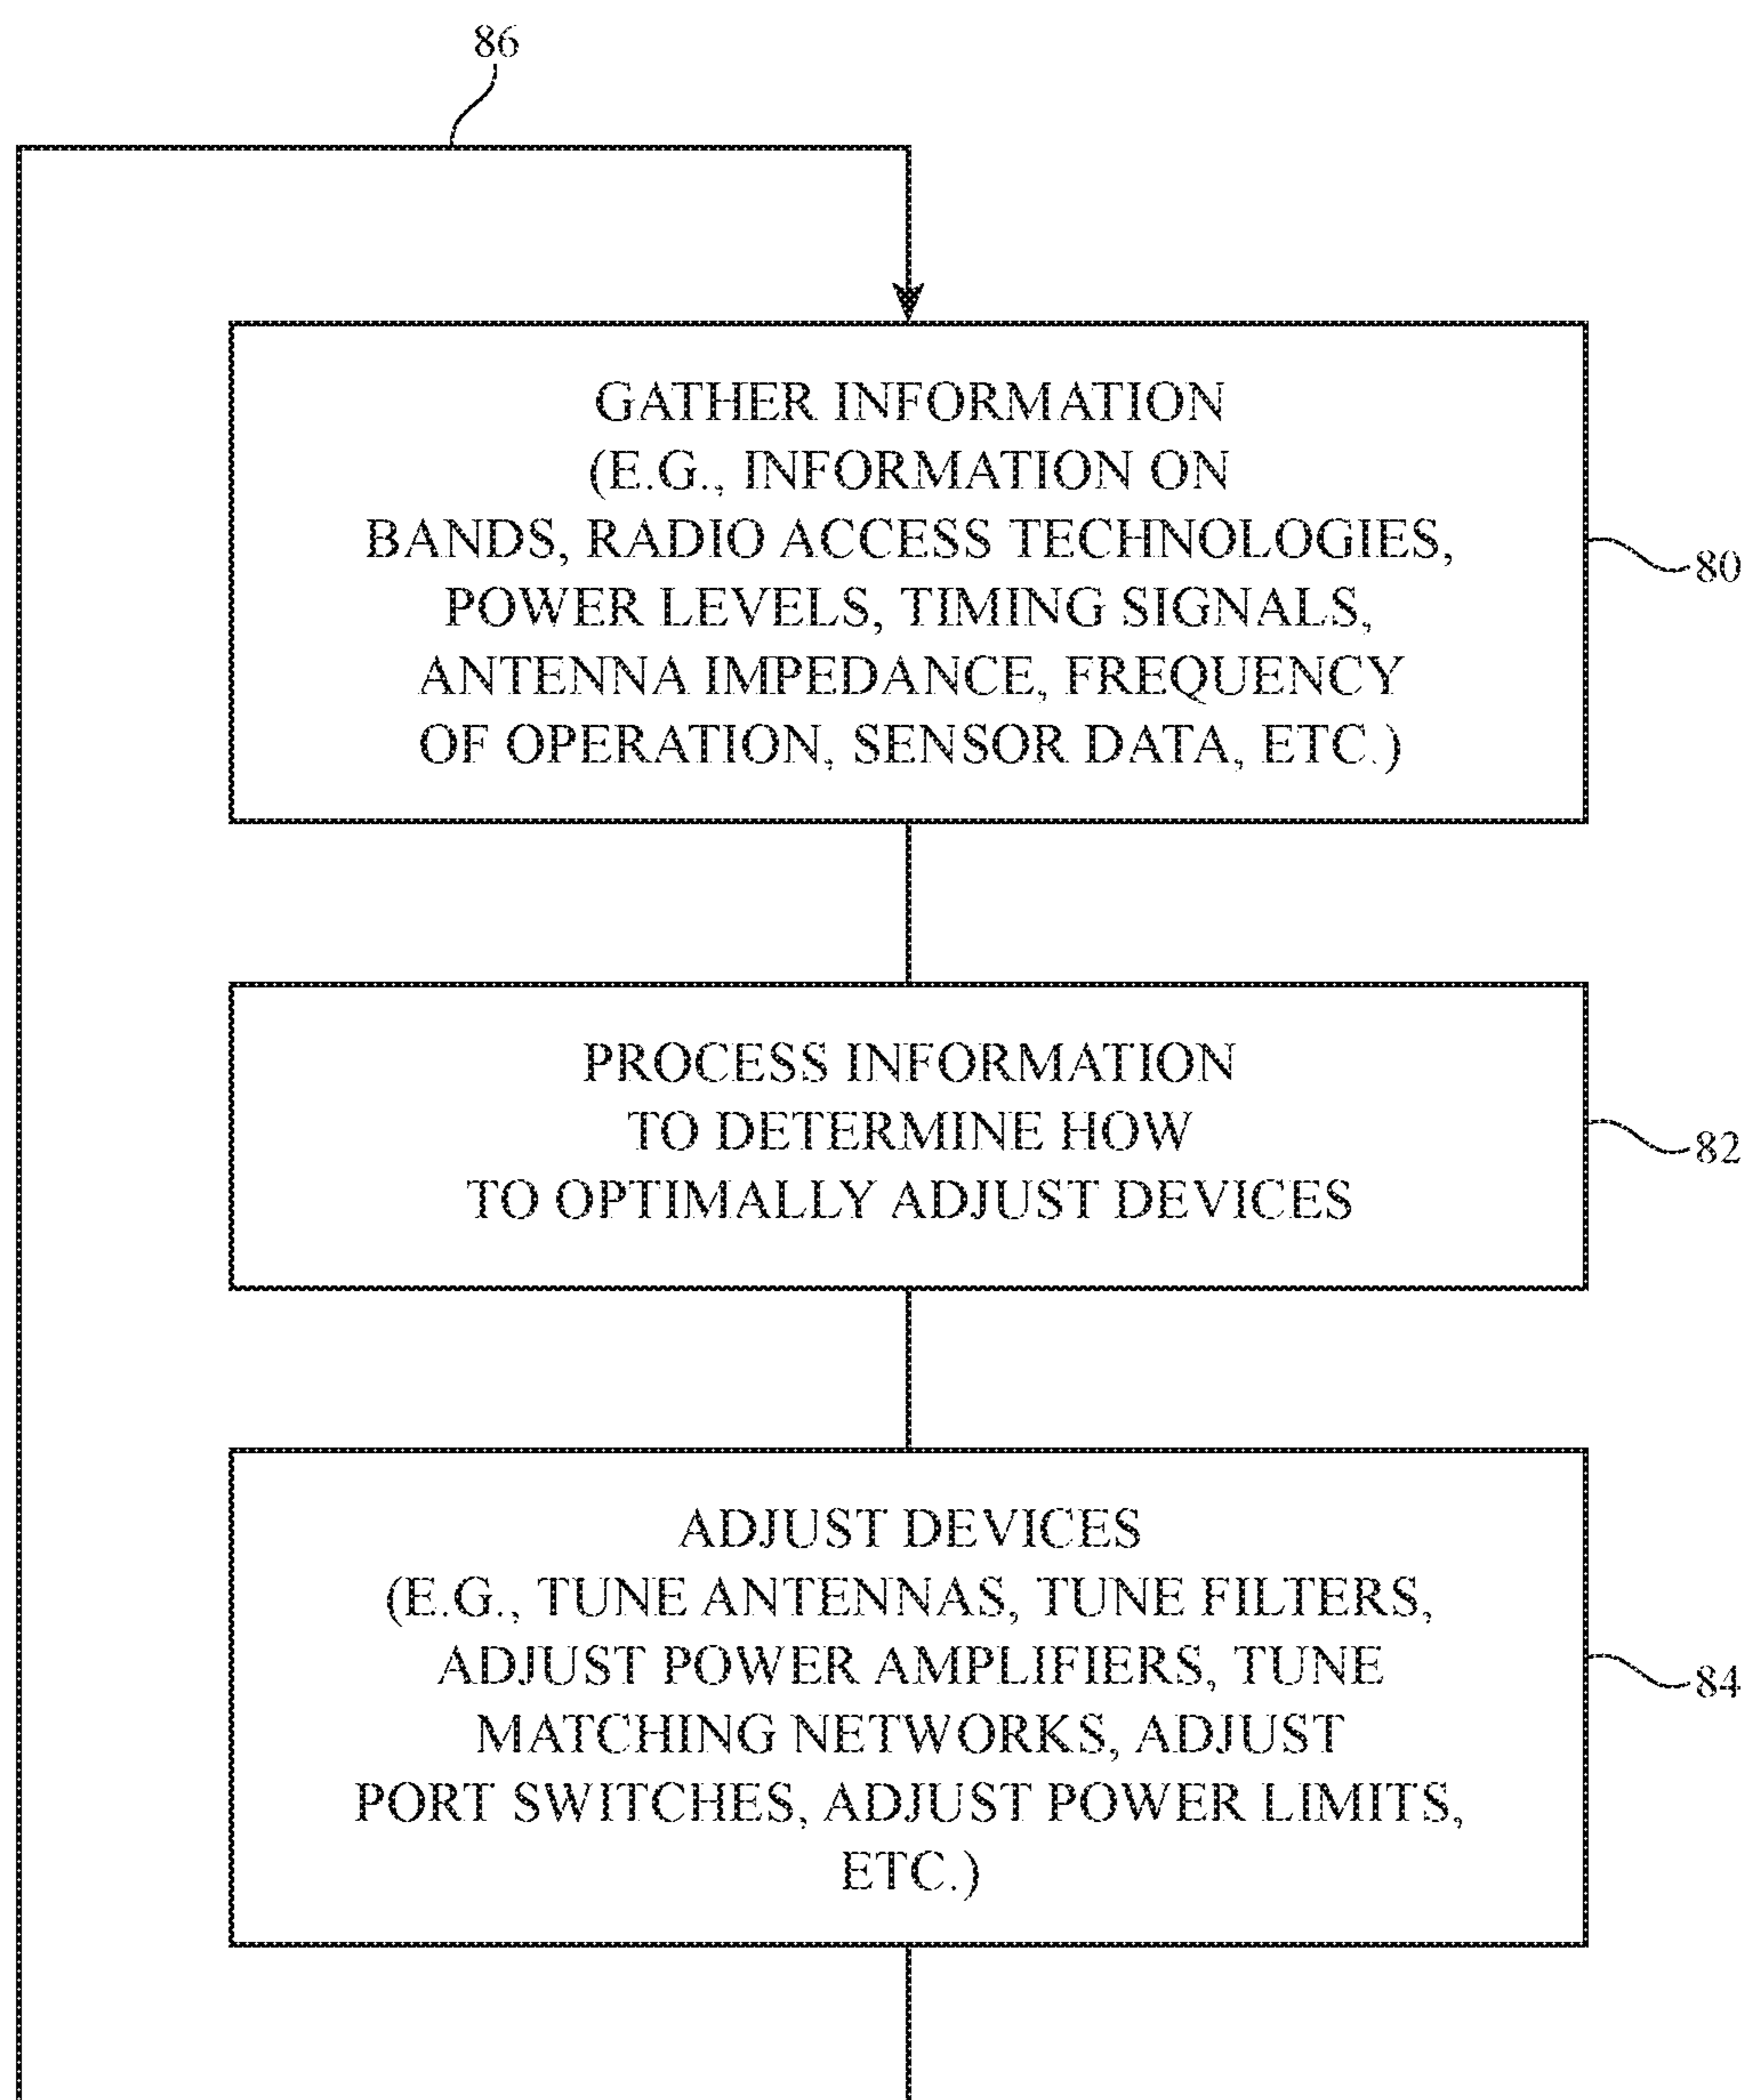 86
GATHER INFORMATION
(E.G., INFORMATION ON
BANDS, RADIO ACCESS TECHNOLOGIES,
POWER LEVELS, TIMING SIGNALS,
ANTENNA IMPEDANCE, FREQUENCY
OF OPERATION, SENSOR DATA, ETC.)
80
PROCESS INFORMATION
TO DETERMINE HOW
TO OPTIMALLY ADJUST DEVICES
82
ADJUST DEVICES
(E.G., TUNE ANTENNAS, TUNE FILTERS,
ADJUST POWER AMPLIFIERS, TUNE
MATCHING NETWORKS, ADJUST
PORT SWITCHES, ADJUST POWER LIMITS,
ETC.)
84